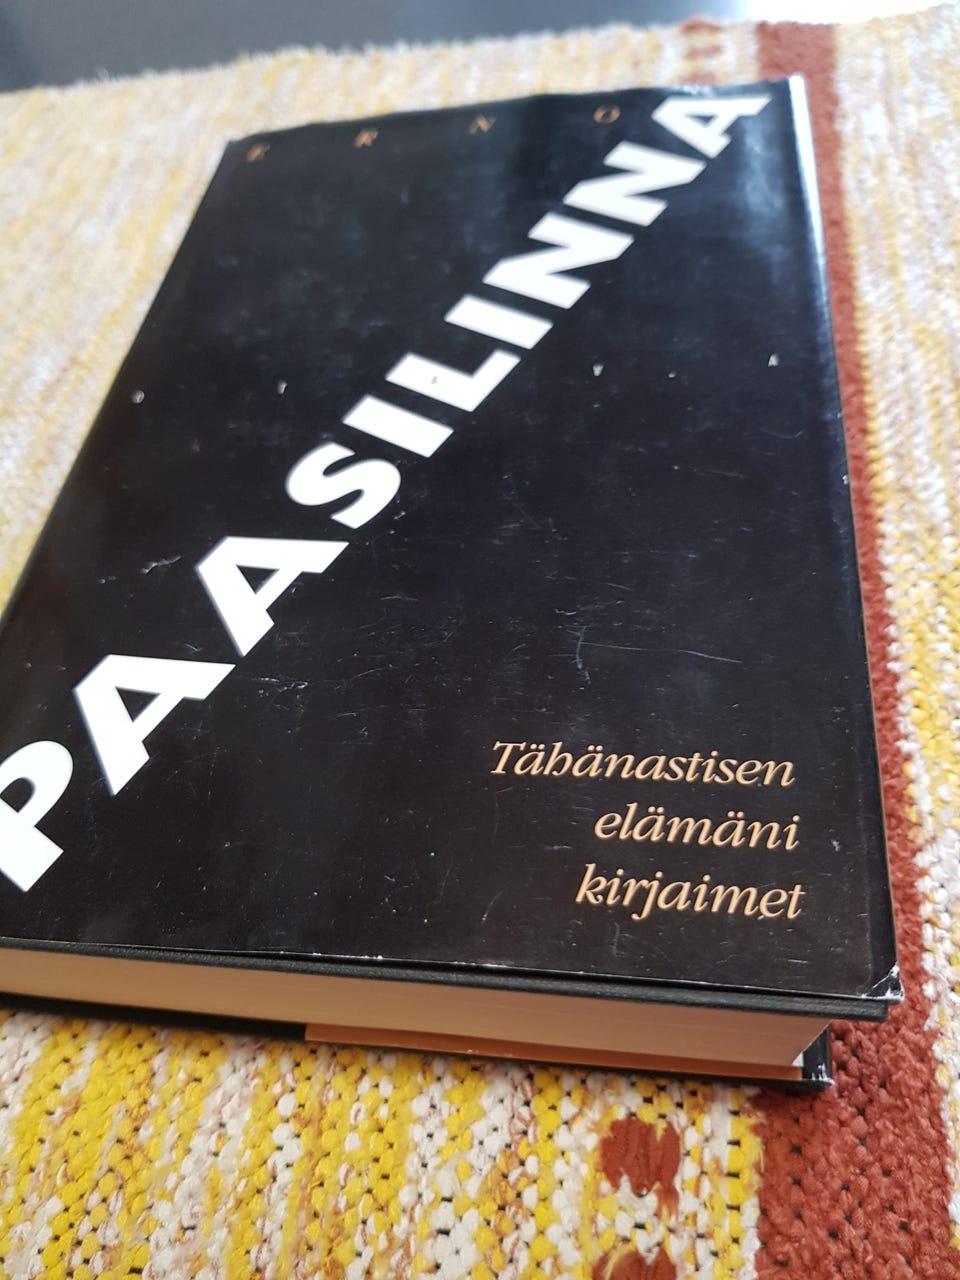 ERNO
PAASILINNA
Tähänastisen
elämäni
kirjaimet